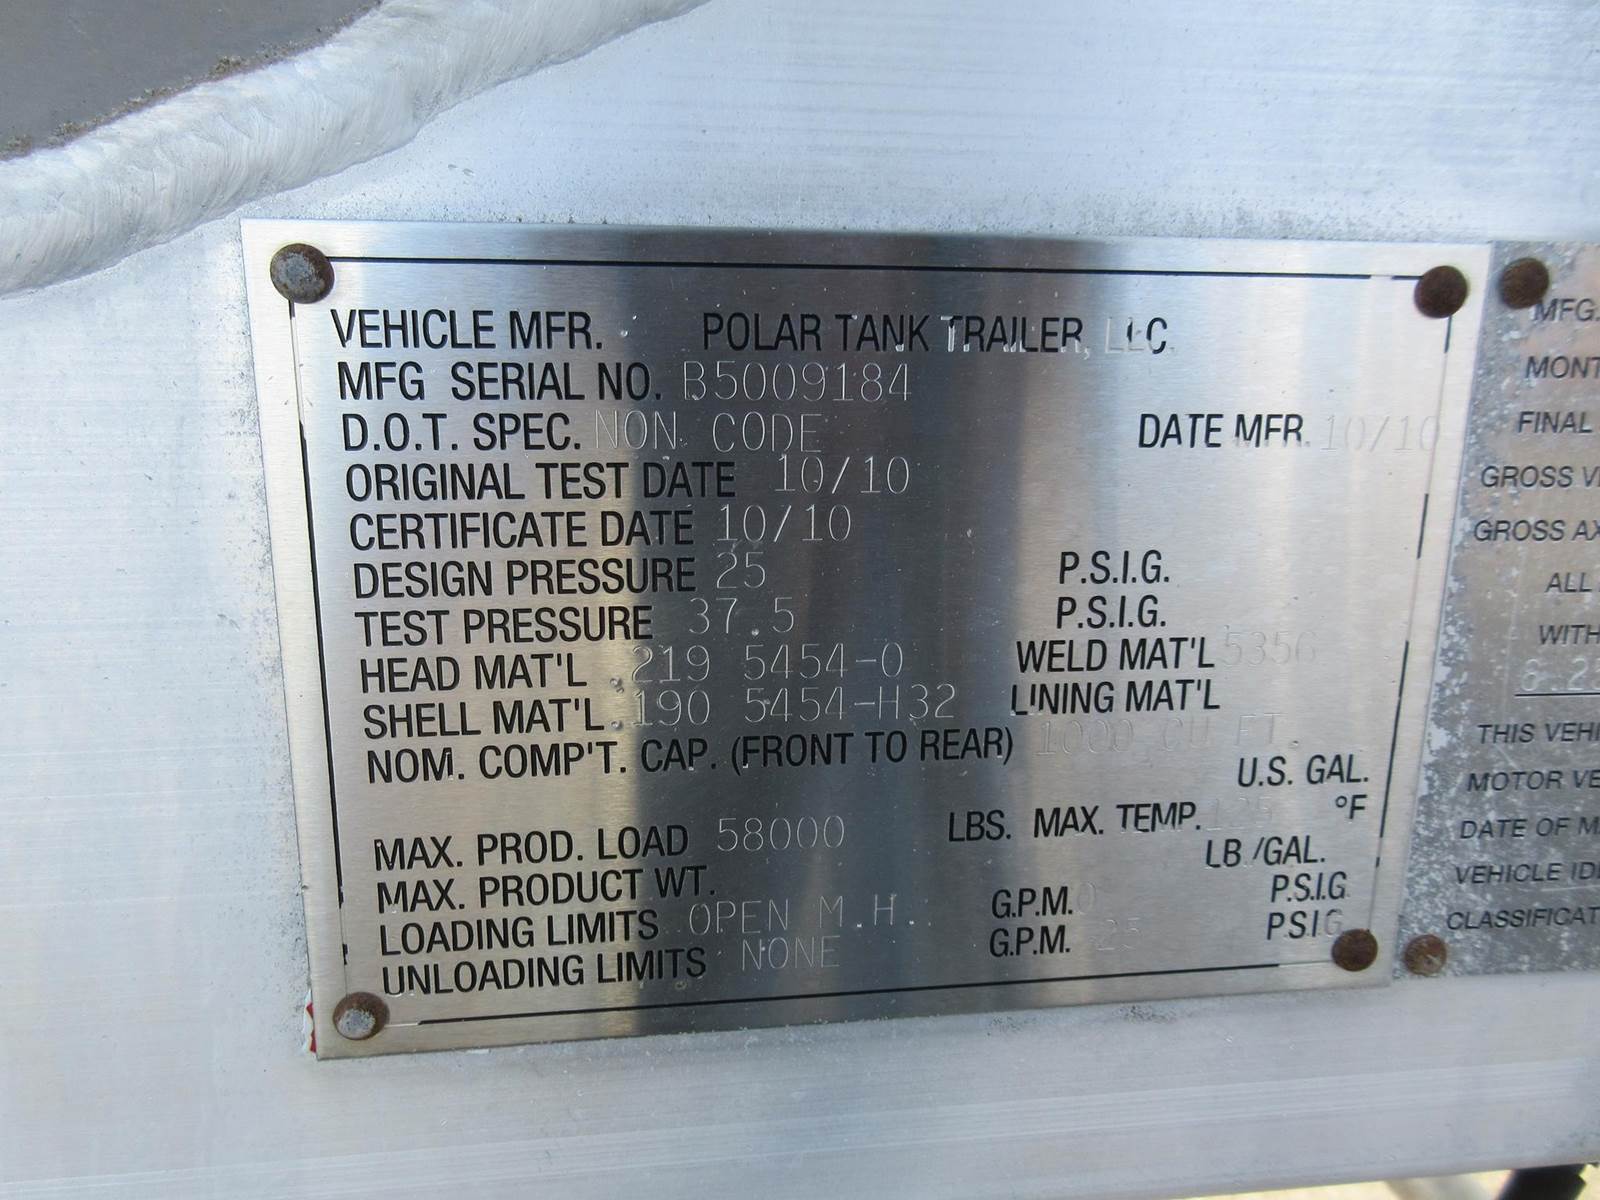 VEHICLE MFR. POLAR TANK TRAILER, LLC.
MFG SERIAL NO. B5009184
D.O.T. SPEC. NON CODE DATE MFR. 10/10
ORIGINAL TEST DATE 10/10
CERTIFICATE DATE 10/10
DESIGN PRESSURE 25 P.S.I.G.
TEST PRESSURE 37.5 P.S.I.G.
HEAD MAT'L .219 5454-0 WELD MAT'L 5356
SHELL MAT'L .190 5454-H32 LINING MAT'L
NOM. COMP'T. CAP. (FRONT TO REAR) 1000 CU FT.
U.S. GAL.
MAX. PROD. LOAD 58000 LBS. MAX. TEMP. °F
MAX. PRODUCT WT. LB/GAL.
LOADING LIMITS OPEN M.H. G.P.M. 0 P.S.I.G
UNLOADING LIMITS NONE G.P.M. 25 PSIG
MFG.
MONT
FINAL
GROSS V
GROSS AX
ALL
WITH
THIS VEHI
MOTOR VE
DATE OF M
VEHICLE IDE
CLASSIFICAT